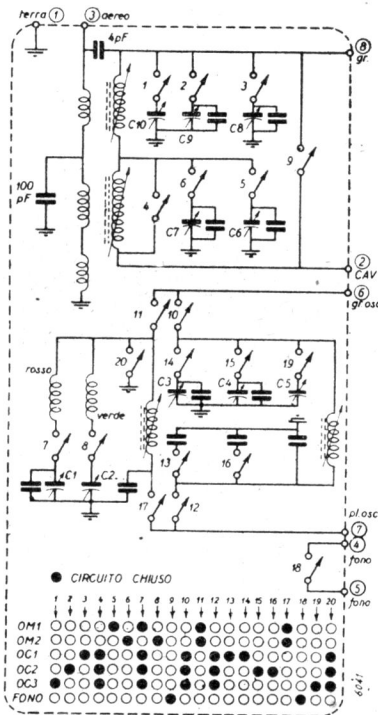 terra ① ③ aereo
4pF
⑧
gr.
1 2 3
C10 C9 C8
9
100
pF
4 6 5
C7 C6
②
CAV
⑥
gr.osc
11 10
20 14 15 19
rosso
verde
C3 C4 C5
7 8
13 16
C1 C2
17 12
⑦
pl.osc
④
fono
18
⑤
fono
● CIRCUITO CHIUSO
1 2 3 4 5 6 7 8 9 10 11 12 13 14 15 16 17 18 19 20
OM1
OM2
OC1
OC2
OC3
FONO
6041